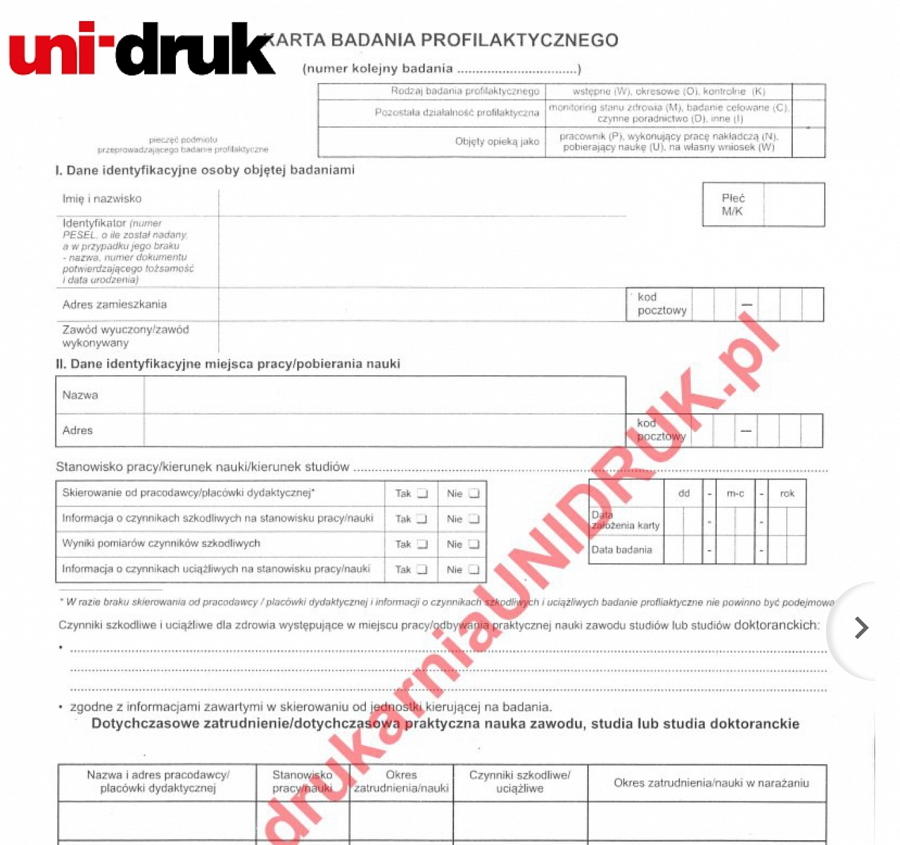 uni-druk
KARTA BADANIA PROFILAKTYCZNEGO
(numer kolejny badania ................................)
Rodzaj badania profilaktycznego
wstępne (W), okresowe (O), kontrolne (K)
Pozostała działalność profilaktyczna
monitoring stanu zdrowia (M), badanie celowane (C),
czynne poradnictwo (D), inne (I)
Objęty opieką jako
pracownik (P), wykonujący pracę nakładczą (N),
pobierający naukę (U), na własny wniosek (W)
pieczęć podmiotu
przeprowadzającego badanie profilaktyczne
I. Dane identyfikacyjne osoby objętej badaniami
Imię i nazwisko
Płeć
M/K
Identyfikator (numer
PESEL, o ile został nadany,
a w przypadku jego braku
- nazwa, numer dokumentu
potwierdzającego tożsamość
i data urodzenia)
Adres zamieszkania
kod
pocztowy
—
Zawód wyuczony/zawód
wykonywany
II. Dane identyfikacyjne miejsca pracy/pobierania nauki
Nazwa
Adres
kod
pocztowy
—
Stanowisko pracy/kierunek nauki/kierunek studiów ................................
Skierowanie od pracodawcy/placówki dydaktycznej*
Tak
Nie
Informacja o czynnikach szkodliwych na stanowisku pracy/nauki
Tak
Nie
Wyniki pomiarów czynników szkodliwych
Tak
Nie
Informacja o czynnikach uciążliwych na stanowisku pracy/nauki
Tak
Nie
dd - m-c - rok
Data
założenia karty
- -
Data badania
- -
* W razie braku skierowania od pracodawcy / placówki dydaktycznej i informacji o czynnikach szkodliwych i uciążliwych badanie profilaktyczne nie powinno być podejmowa
Czynniki szkodliwe i uciążliwe dla zdrowia występujące w miejscu pracy/odbywania praktycznej nauki zawodu studiów lub studiów doktoranckich:
• ................................
................................
................................
• zgodne z informacjami zawartymi w skierowaniu od jednostki kierującej na badania.
Dotychczasowe zatrudnienie/dotychczasowa praktyczna nauka zawodu, studia lub studia doktoranckie
Nazwa i adres pracodawcy/
placówki dydaktycznej
Stanowisko
pracy/nauki
Okres
zatrudnienia/nauki
Czynniki szkodliwe/
uciążliwe
Okres zatrudnienia/nauki w narażaniu
drukarniaUNIDRUK.pl